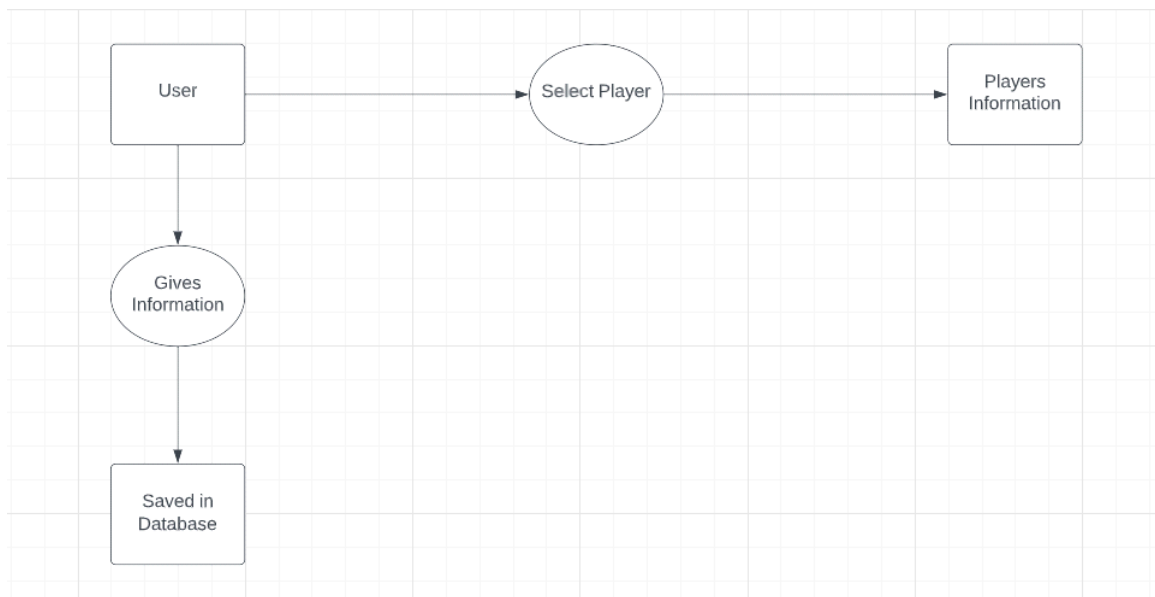 User
Select Player
Players
Information
Gives
Information
Saved in
Database